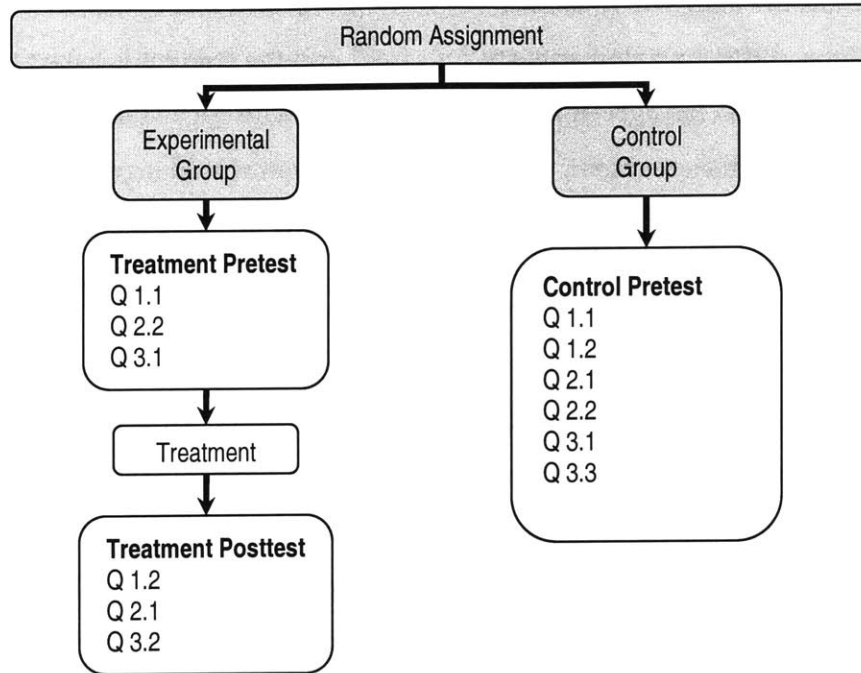 Random Assignment
Experimental
Group
Control
Group
Treatment Pretest
Q 1.1
Q 2.2
Q 3.1
Control Pretest
Q 1.1
Q 1.2
Q 2.1
Q 2.2
Q 3.1
Q 3.3
Treatment
Treatment Posttest
Q 1.2
Q 2.1
Q 3.2